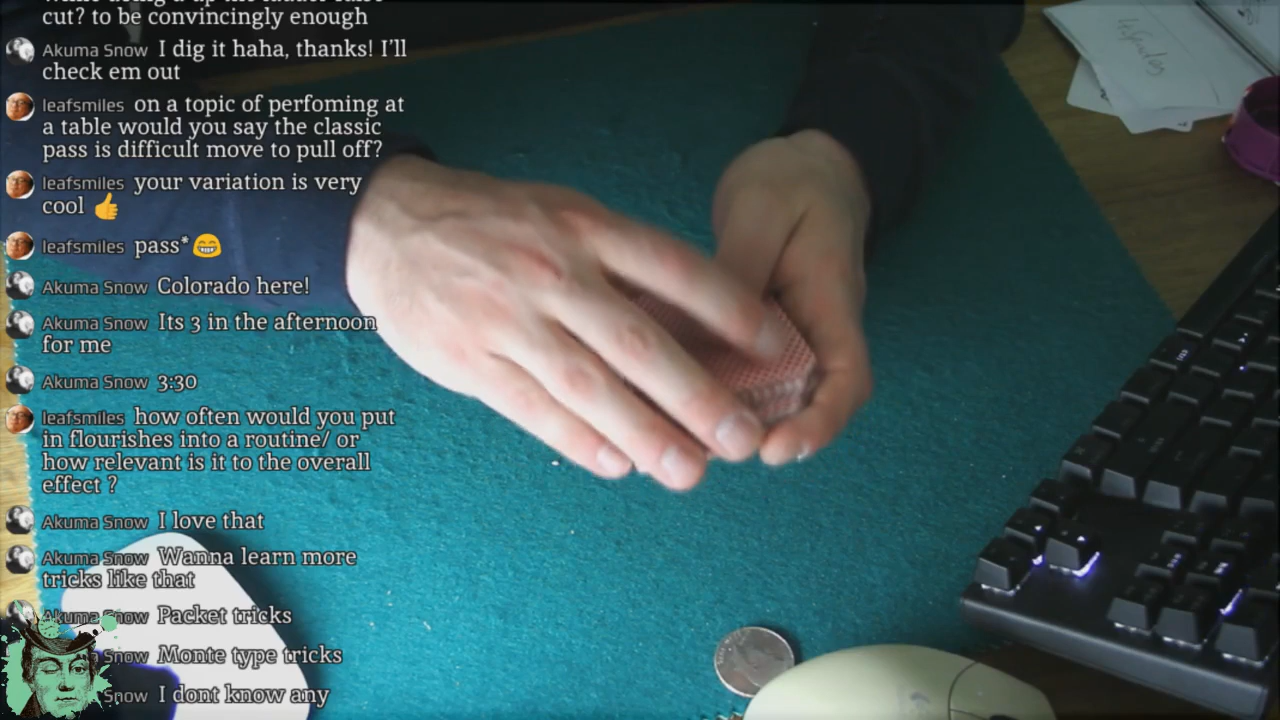 cut? to be convincingly enough
Akuma Snow I dig it haha, thanks! I'll
check em out
leafsmiles on a topic of perfoming at
a table would you say the classic
pass is difficult move to pull off?
leafsmiles your variation is very
cool 👍
leafsmiles pass*😂
Akuma Snow Colorado here!
Akuma Snow Its 3 in the afternoon
for me
Akuma Snow 3:30
leafsmiles how often would you put
in flourishes into a routine/ or
how relevant is it to the overall
effect ?
Akuma Snow I love that
Akuma Snow Wanna learn more
tricks like that
Akuma Snow Packet tricks
Snow Monte type tricks
Snow I dont know any